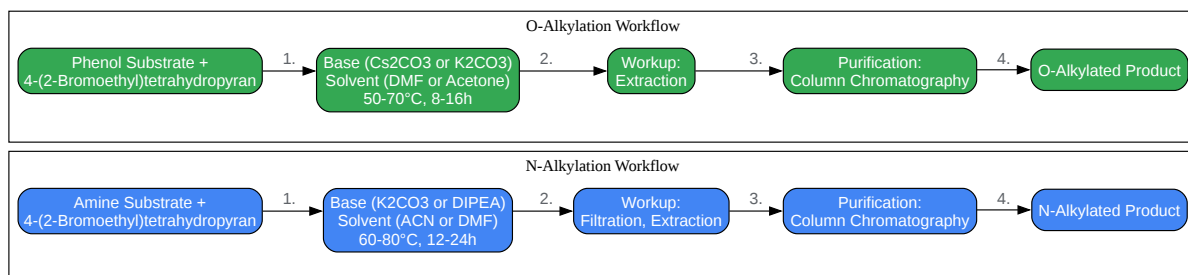 O-Alkylation Workflow
Phenol Substrate +
4-(2-Bromoethyl)tetrahydropyran
1.
Base (Cs2CO3 or K2CO3)
Solvent (DMF or Acetone)
50-70°C, 8-16h
2.
Workup:
Extraction
3.
Purification:
Column Chromatography
4.
O-Alkylated Product
N-Alkylation Workflow
Amine Substrate +
4-(2-Bromoethyl)tetrahydropyran
1.
Base (K2CO3 or DIPEA)
Solvent (ACN or DMF)
60-80°C, 12-24h
2.
Workup:
Filtration, Extraction
3.
Purification:
Column Chromatography
4.
N-Alkylated Product